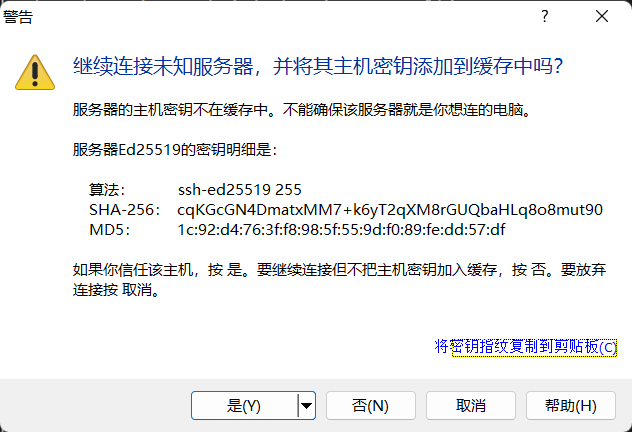 警告
继续连接未知服务器，并将其主机密钥添加到缓存中吗？
服务器的主机密钥不在缓存中。不能确保该服务器就是你想连的电脑。
服务器Ed25519的密钥明细是：
算法： ssh-ed25519 255
SHA-256： cqKGcGN4DmatxMM7+k6yT2qXM8rGUQbaHLq8o8mut90
MD5： 1c:92:d4:76:3f:f8:98:5f:55:9d:f0:89:fe:dd:57:df
如果你信任该主机，按 是。要继续连接但不把主机密钥加入缓存，按 否。要放弃
连接按 取消。
将密钥指纹复制到剪贴板(C)
是(Y) 否(N) 取消 帮助(H)